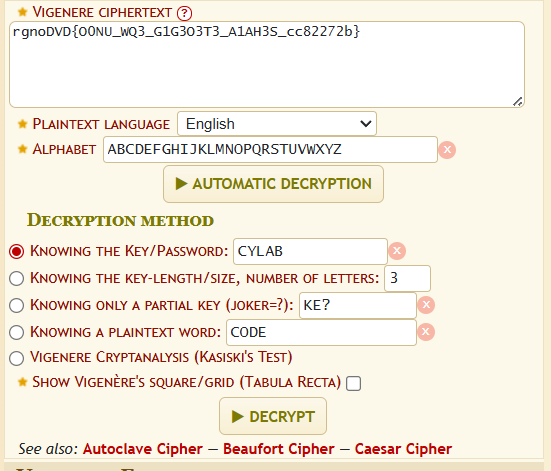 ★ VIGENERE CIPHERTEXT ?
rgnoDVD{O0NU_WQ3_G1G3O3T3_A1AH3S_cc82272b}
★ PLAINTEXT LANGUAGE English
★ ALPHABET ABCDEFGHIJKLMNOPQRSTUVWXYZ x
▶ AUTOMATIC DECRYPTION
DECRYPTION METHOD
KNOWING THE KEY/PASSWORD: CYLAB x
KNOWING THE KEY-LENGTH/SIZE, NUMBER OF LETTERS: 3
KNOWING ONLY A PARTIAL KEY (JOKER=?): KE? x
KNOWING A PLAINTEXT WORD: CODE x
VIGENERE CRYPTANALYSIS (KASISKI'S TEST)
★ SHOW VIGENÈRE'S SQUARE/GRID (TABULA RECTA)
▶ DECRYPT
See also: Autoclave Cipher — Beaufort Cipher — Caesar Cipher